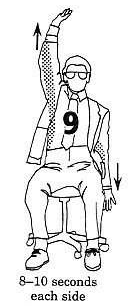 9
8–10 seconds
each side